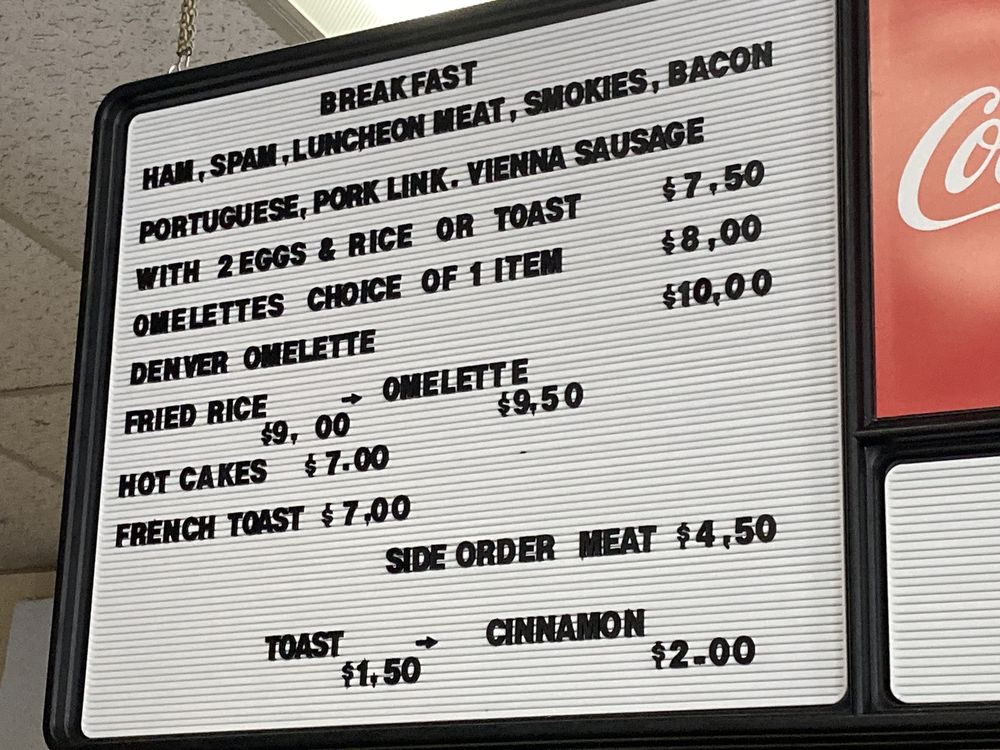 BREAKFAST
HAM, SPAM, LUNCHEON MEAT, SMOKIES, BACON
PORTUGUESE, PORK LINK. VIENNA SAUSAGE
WITH 2 EGGS & RICE OR TOAST $7,50
OMELETTES CHOICE OF 1 ITEM $8,00
DENVER OMELETTE $10,00
FRIED RICE → OMELETTE
$9, 00 $9,50
HOT CAKES $7.00
FRENCH TOAST $7,00
SIDE ORDER MEAT $4,50
TOAST → CINNAMON
$1,50 $2.00
Co